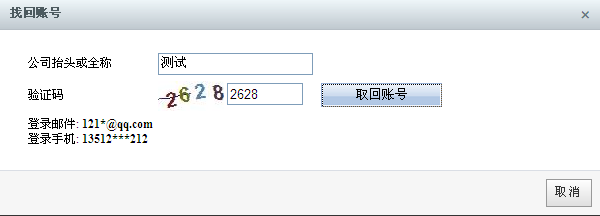 找回账号 ×
公司抬头或全称 测试
验证码 2628 2628 取回账号
登录邮件: 121*@qq.com
登录手机: 13512***212
取消